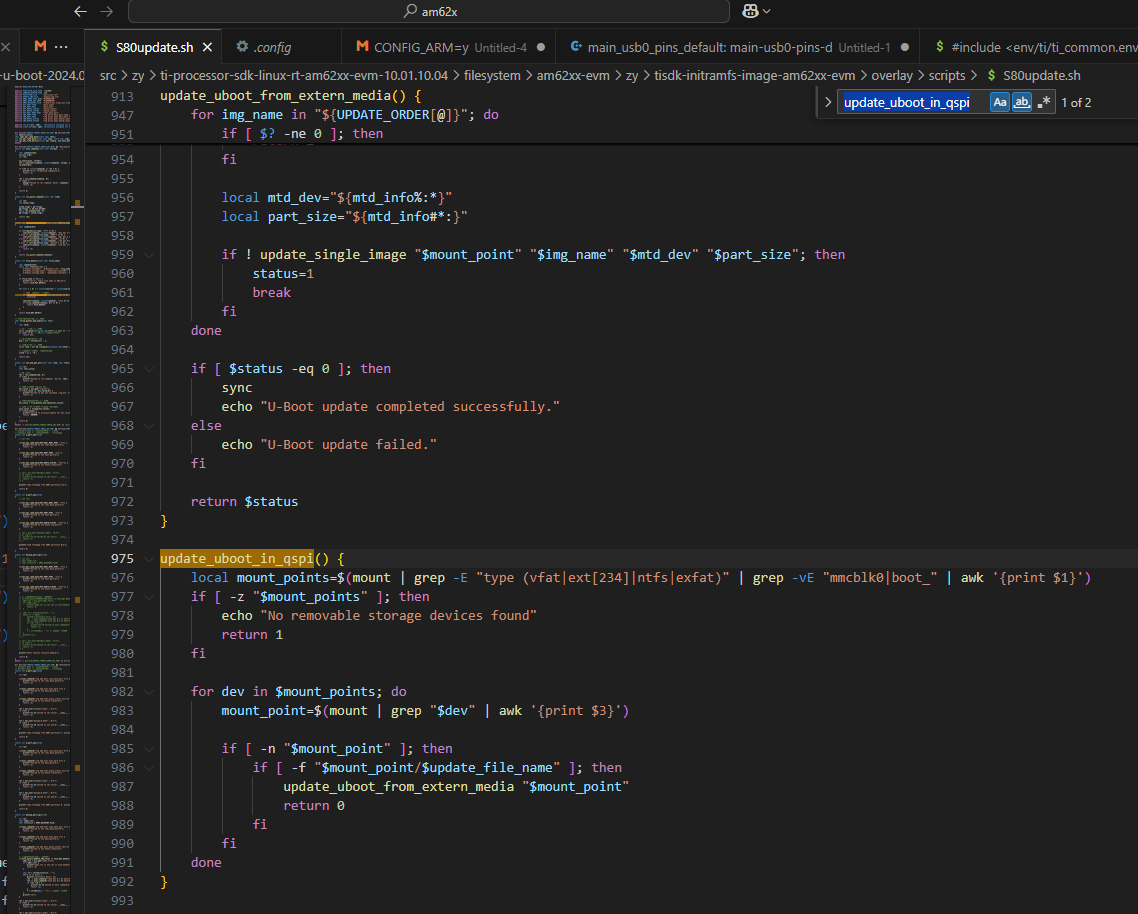 am62x
S80update.sh
.config
CONFIG_ARM=y Untitled-4
main_usb0_pins_default: main-usb0-pins-d Untitled-1
#include <env/ti/ti_common.env
-u-boot-2024.0
src > zy > ti-processor-sdk-linux-rt-am62xx-evm-10.01.10.04 > filesystem > am62xx-evm > zy > tisdk-initramfs-image-am62xx-evm > overlay > scripts > $ S80update.sh
update_uboot_in_qspi
1 of 2
913 update_uboot_from_extern_media() {
947 for img_name in "${UPDATE_ORDER[@]}"; do
951 if [ $? -ne 0 ]; then
954 fi
955
956 local mtd_dev="${mtd_info%:*}"
957 local part_size="${mtd_info#*:}"
958
959 if ! update_single_image "$mount_point" "$img_name" "$mtd_dev" "$part_size"; then
960 status=1
961 break
962 fi
963 done
964
965 if [ $status -eq 0 ]; then
966 sync
967 echo "U-Boot update completed successfully."
968 else
969 echo "U-Boot update failed."
970 fi
971
972 return $status
973 }
974
975 update_uboot_in_qspi() {
976 local mount_points=$(mount | grep -E "type (vfat|ext[234]|ntfs|exfat)" | grep -vE "mmcblk0|boot_" | awk '{print $1}')
977 if [ -z "$mount_points" ]; then
978 echo "No removable storage devices found"
979 return 1
980 fi
981
982 for dev in $mount_points; do
983 mount_point=$(mount | grep "$dev" | awk '{print $3}')
984
985 if [ -n "$mount_point" ]; then
986 if [ -f "$mount_point/$update_file_name" ]; then
987 update_uboot_from_extern_media "$mount_point"
988 return 0
989 fi
990 fi
991 done
992 }
993